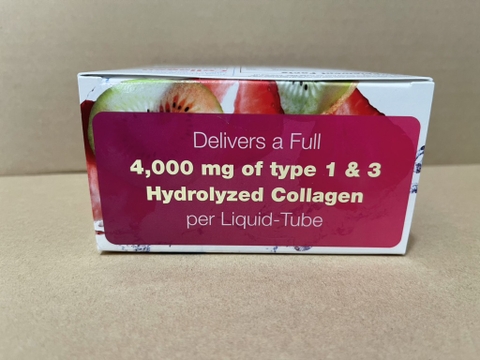 Delivers a Full
4,000 mg of type 1 & 3
Hydrolyzed Collagen
per Liquid-Tube